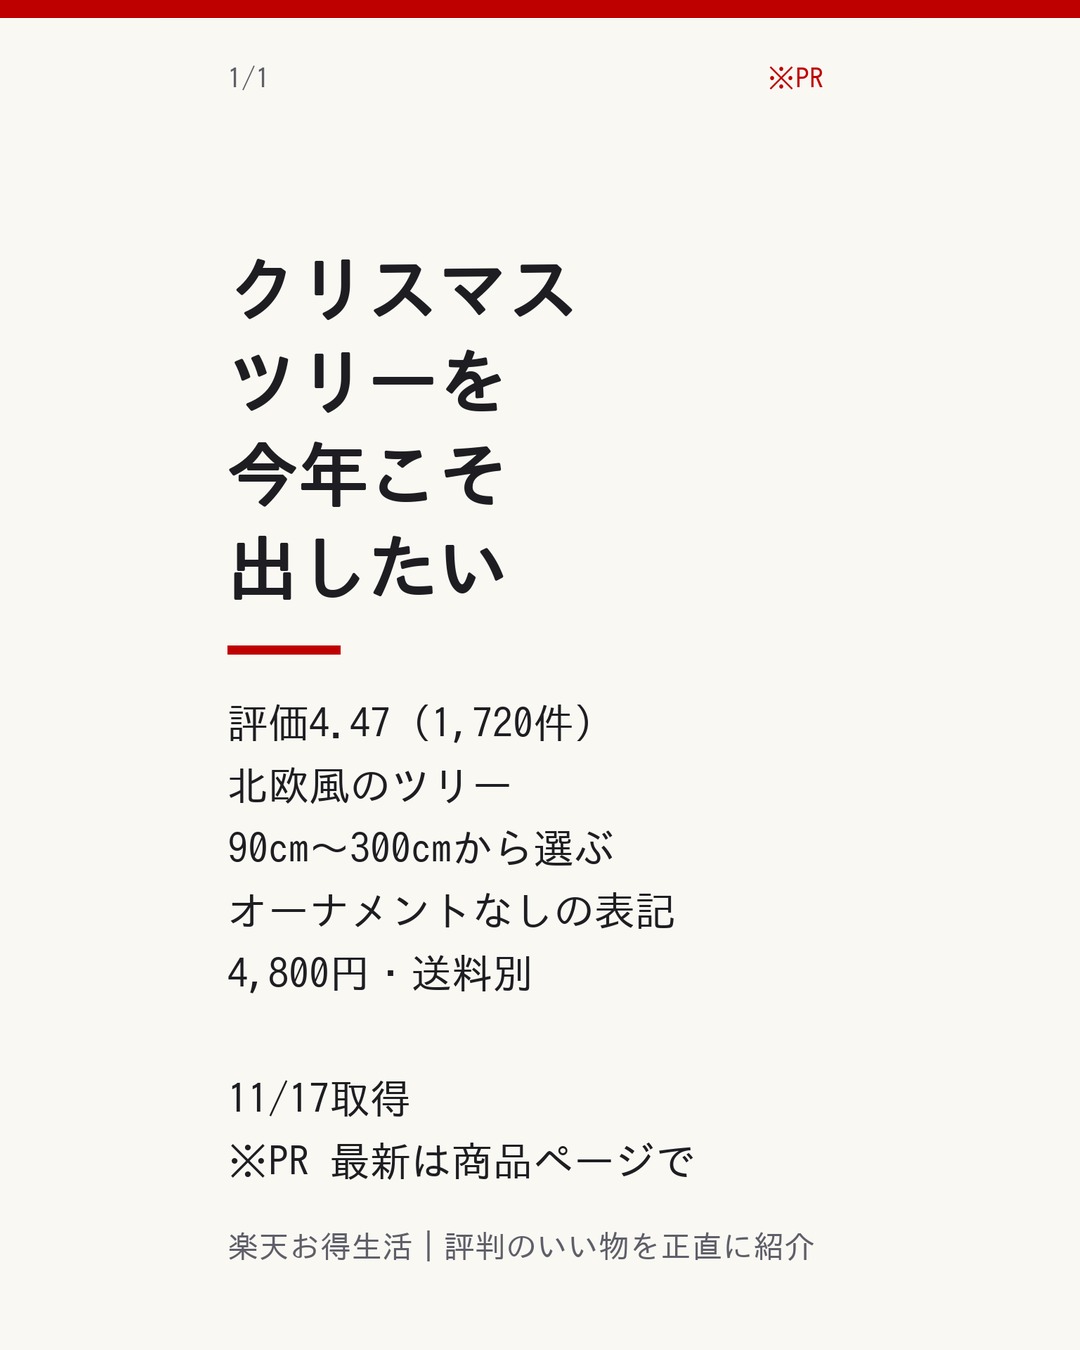 1/1
※PR
クリスマス
ツリーを
今年こそ
出したい
評価4.47（1,720件）
北欧風のツリー
90cm〜300cmから選ぶ
オーナメントなしの表記
4,800円・送料別
11/17取得
※PR 最新は商品ページで
楽天お得生活｜評判のいい物を正直に紹介